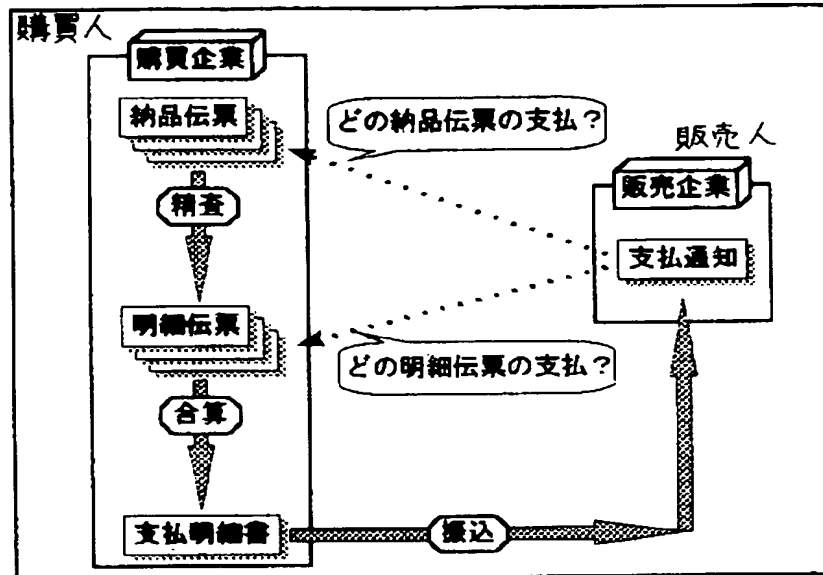 購買人
購買企業
納品伝票
どの納品伝票の支払?
販売人
精査
販売企業
支払通知
明細伝票
どの明細伝票の支払?
合算
支払明細書
振込